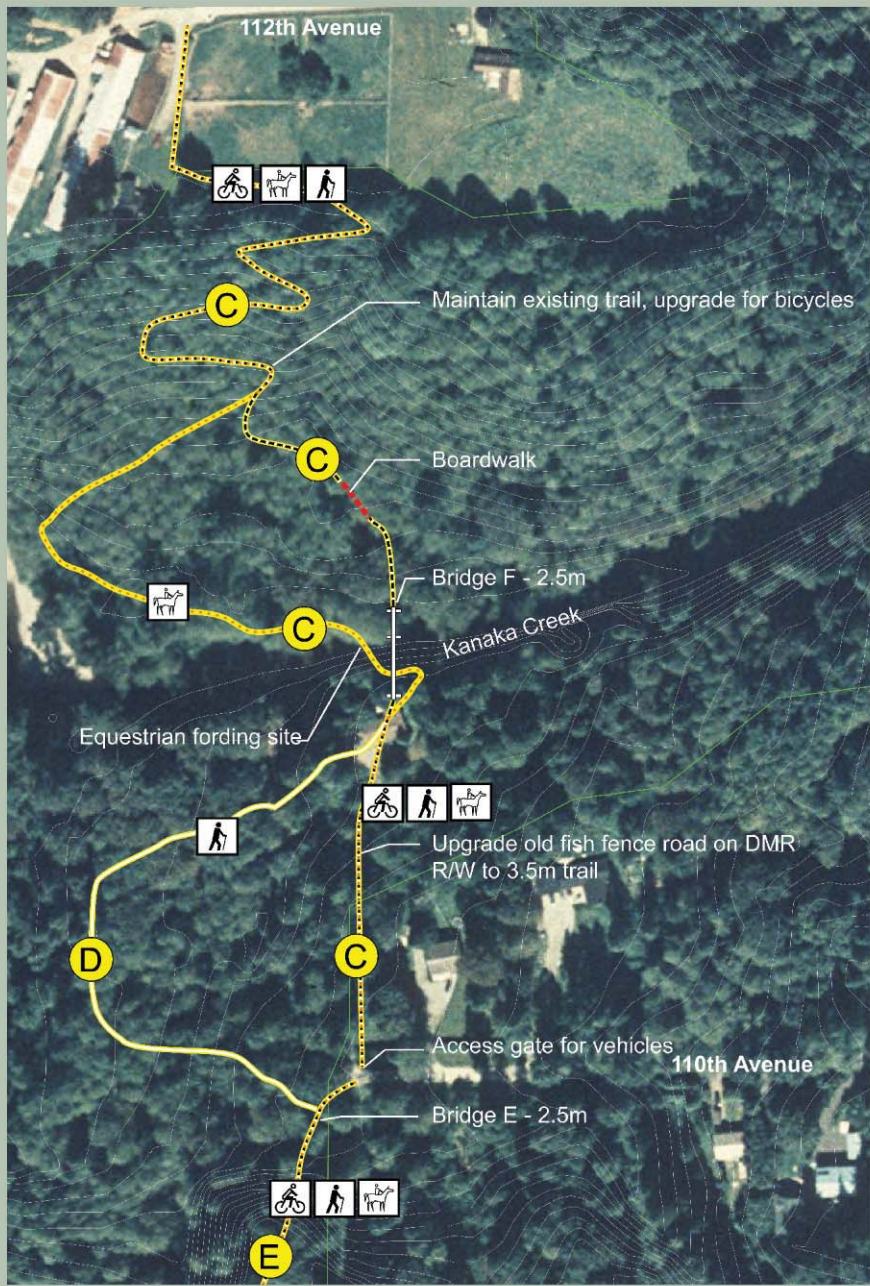 112th Avenue
C
Maintain existing trail, upgrade for bicycles
C
Boardwalk
Bridge F - 2.5m
C
Kanaka Creek
Equestrian fording site
Upgrade old fish fence road on DMR
R/W to 3.5m trail
D
C
Access gate for vehicles
110th Avenue
Bridge E - 2.5m
E